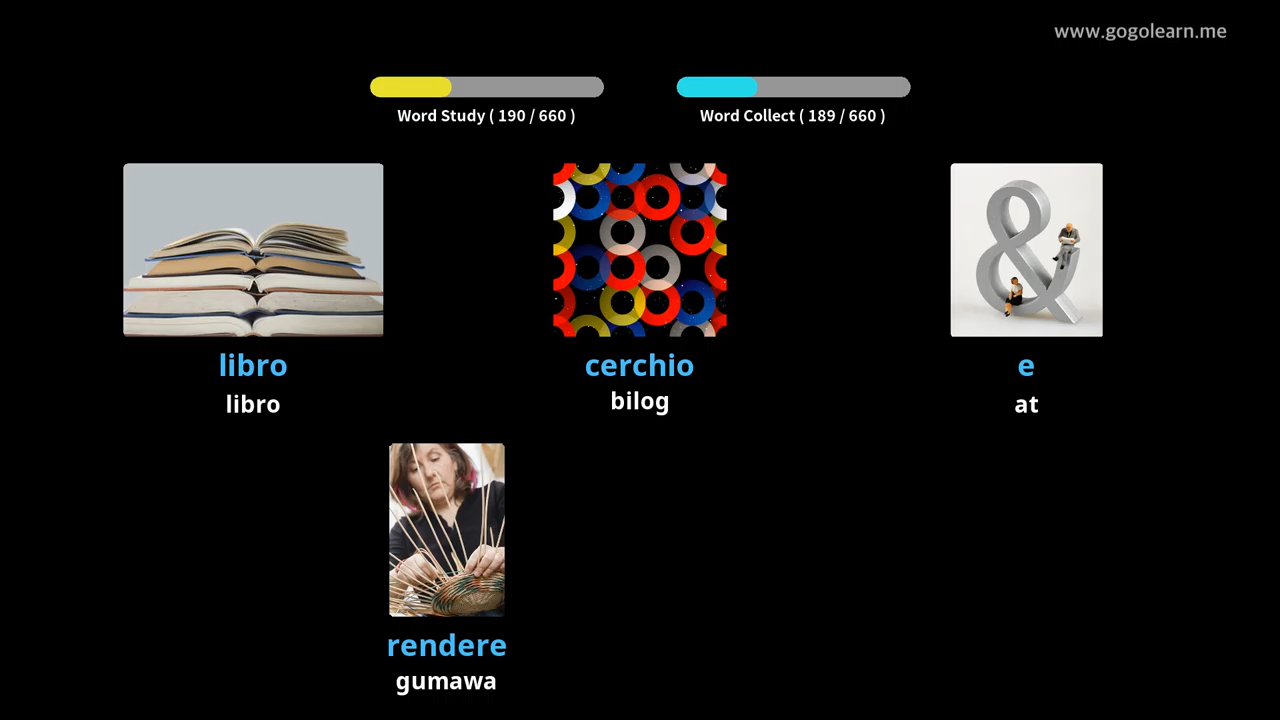 www.gogolearn.me
Word Study ( 190 / 660 )
Word Collect ( 189 / 660 )
libro
libro
cerchio
bilog
e
at
rendere
gumawa